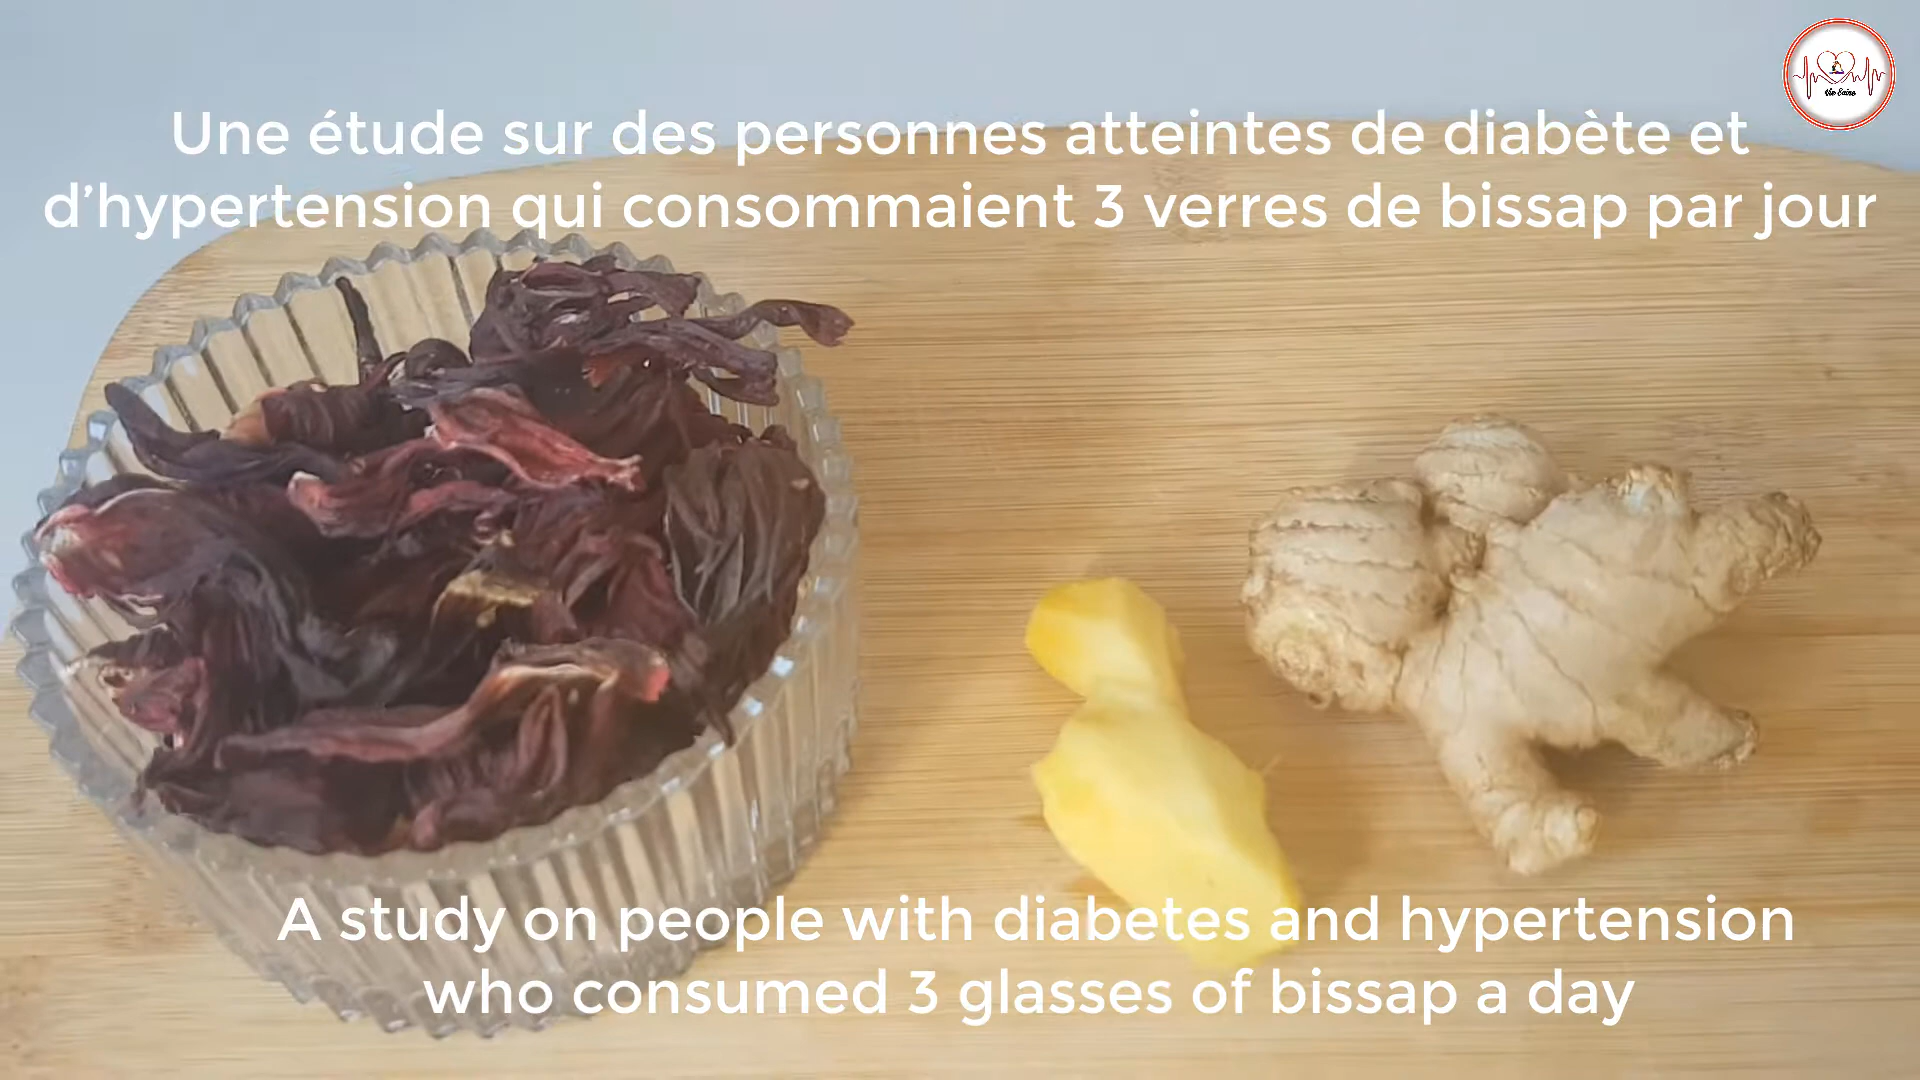 Une étude sur des personnes atteintes de diabète et
d’hypertension qui consommaient 3 verres de bissap par jour
A study on people with diabetes and hypertension
who consumed 3 glasses of bissap a day